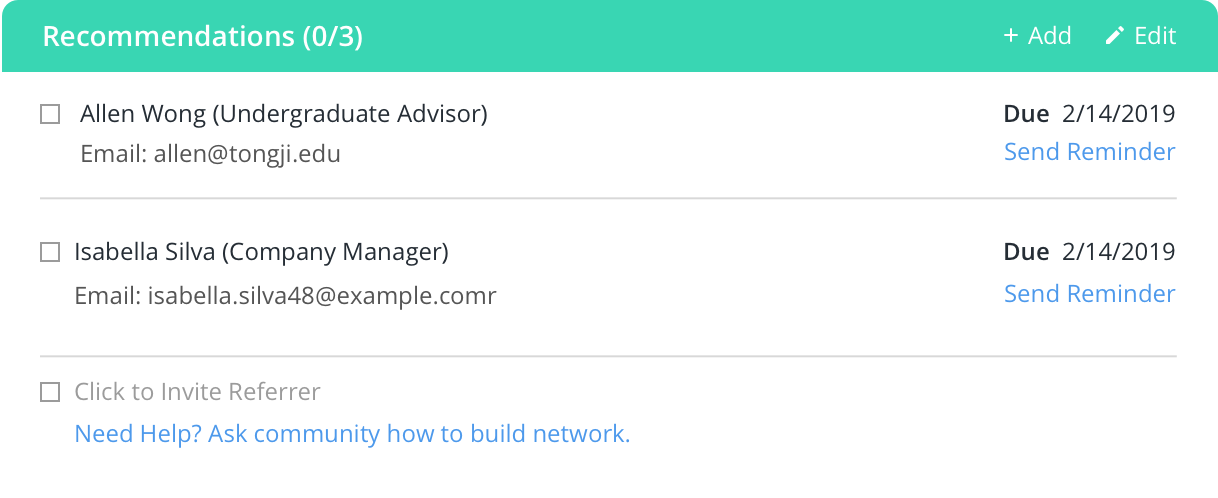 Recommendations (0/3) + Add Edit
Allen Wong (Undergraduate Advisor) Due 2/14/2019
Email: allen@tongji.edu Send Reminder
Isabella Silva (Company Manager) Due 2/14/2019
Email: isabella.silva48@example.comr Send Reminder
Click to Invite Referrer
Need Help? Ask community how to build network.